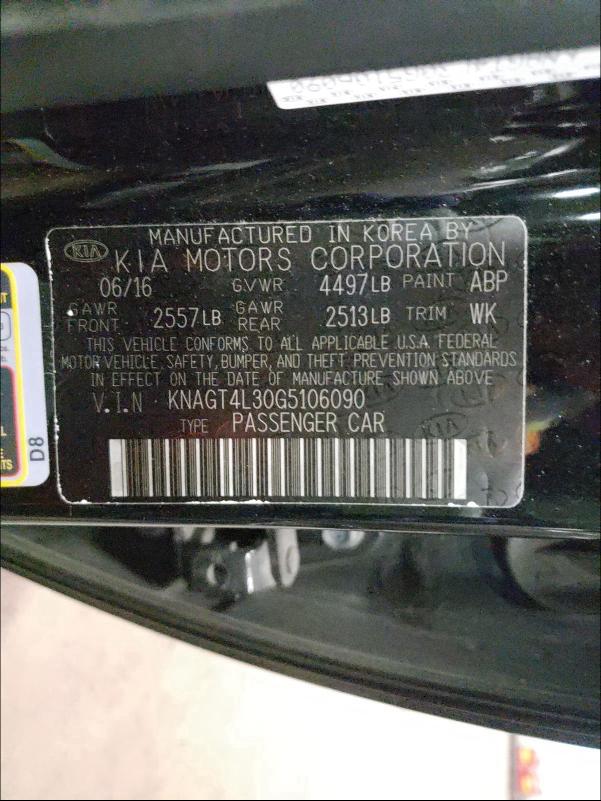 MANUFACTURED IN KOREA BY
KIA KIA MOTORS CORPORATION
06/16 GVWR 4497LB PAINT ABP
GAWR FRONT 2557LB GAWR REAR 2513LB TRIM WK
THIS VEHICLE CONFORMS TO ALL APPLICABLE U.S.A. FEDERAL
MOTOR VEHICLE, SAFETY, BUMPER, AND THEFT PREVENTION STANDARDS
IN EFFECT ON THE DATE OF MANUFACTURE SHOWN ABOVE
V.I.N KNAGT4L30G5106090
TYPE PASSENGER CAR
D8